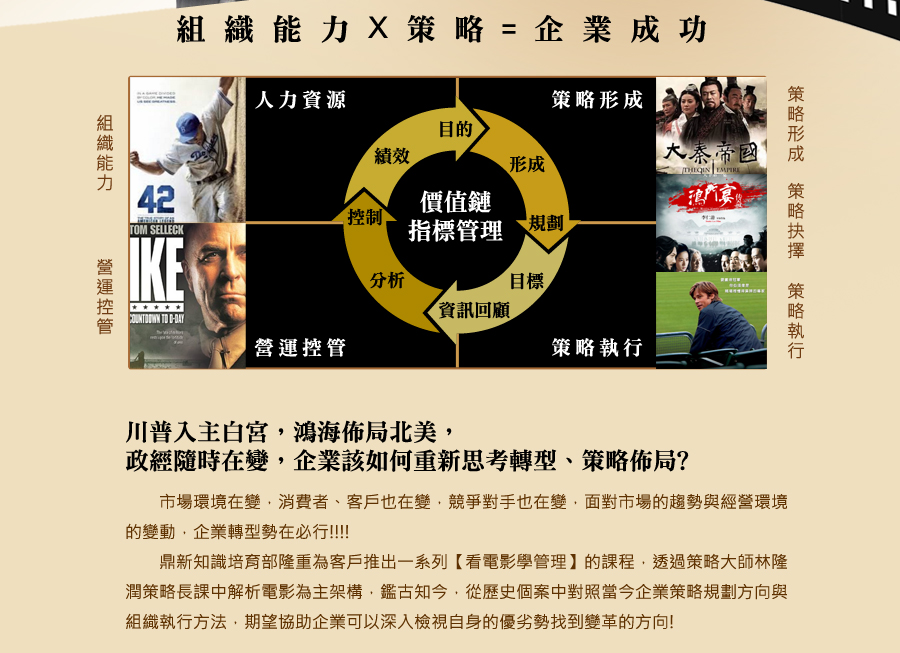 組織能力X策略=企業成功
組織能力
營運控管
42
TOM SELLECK
IKE
COUNTDOWN TO D-DAY
人力資源
策略形成
目的
績效
形成
控制
價值鏈
指標管理
規劃
分析
目標
資訊回顧
營運控管
策略執行
大秦帝國
THE QIN EMPIRE
鴻門宴
傳奇
策略形成
策略抉擇
策略執行
川普入主白宮，鴻海佈局北美，
政經隨時在變，企業該如何重新思考轉型、策略佈局?
市場環境在變，消費者、客戶也在變，競爭對手也在變，面對市場的趨勢與經營環境
的變動，企業轉型勢在必行!!!!
鼎新知識培育部隆重為客戶推出一系列【看電影學管理】的課程，透過策略大師林隆
潤策略長課中解析電影為主架構，鑑古知今，從歷史個案中對照當今企業策略規劃方向與
組織執行方法，期望協助企業可以深入檢視自身的優劣勢找到變革的方向!